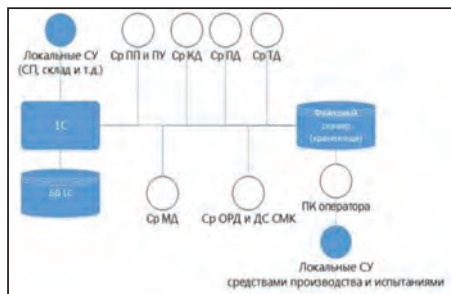 Локальные СУ
(СП, склад и т.д.)
Ср ПП и ПУ
Ср КД
Ср ПД
Ср ТД
1С
Файловый
сервер
(хранилище)
БД 1С
Ср МД
Ср ОРД и ДС СМК
ПК оператора
Локальные СУ
средствами производства и испытаниями